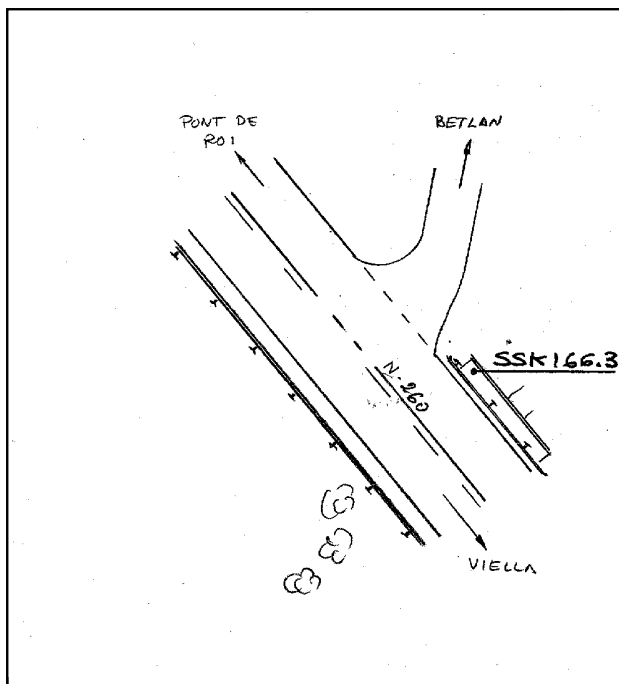 PONT DE
ROI
BETLAN
SSK166.3
N-260
VIELLA